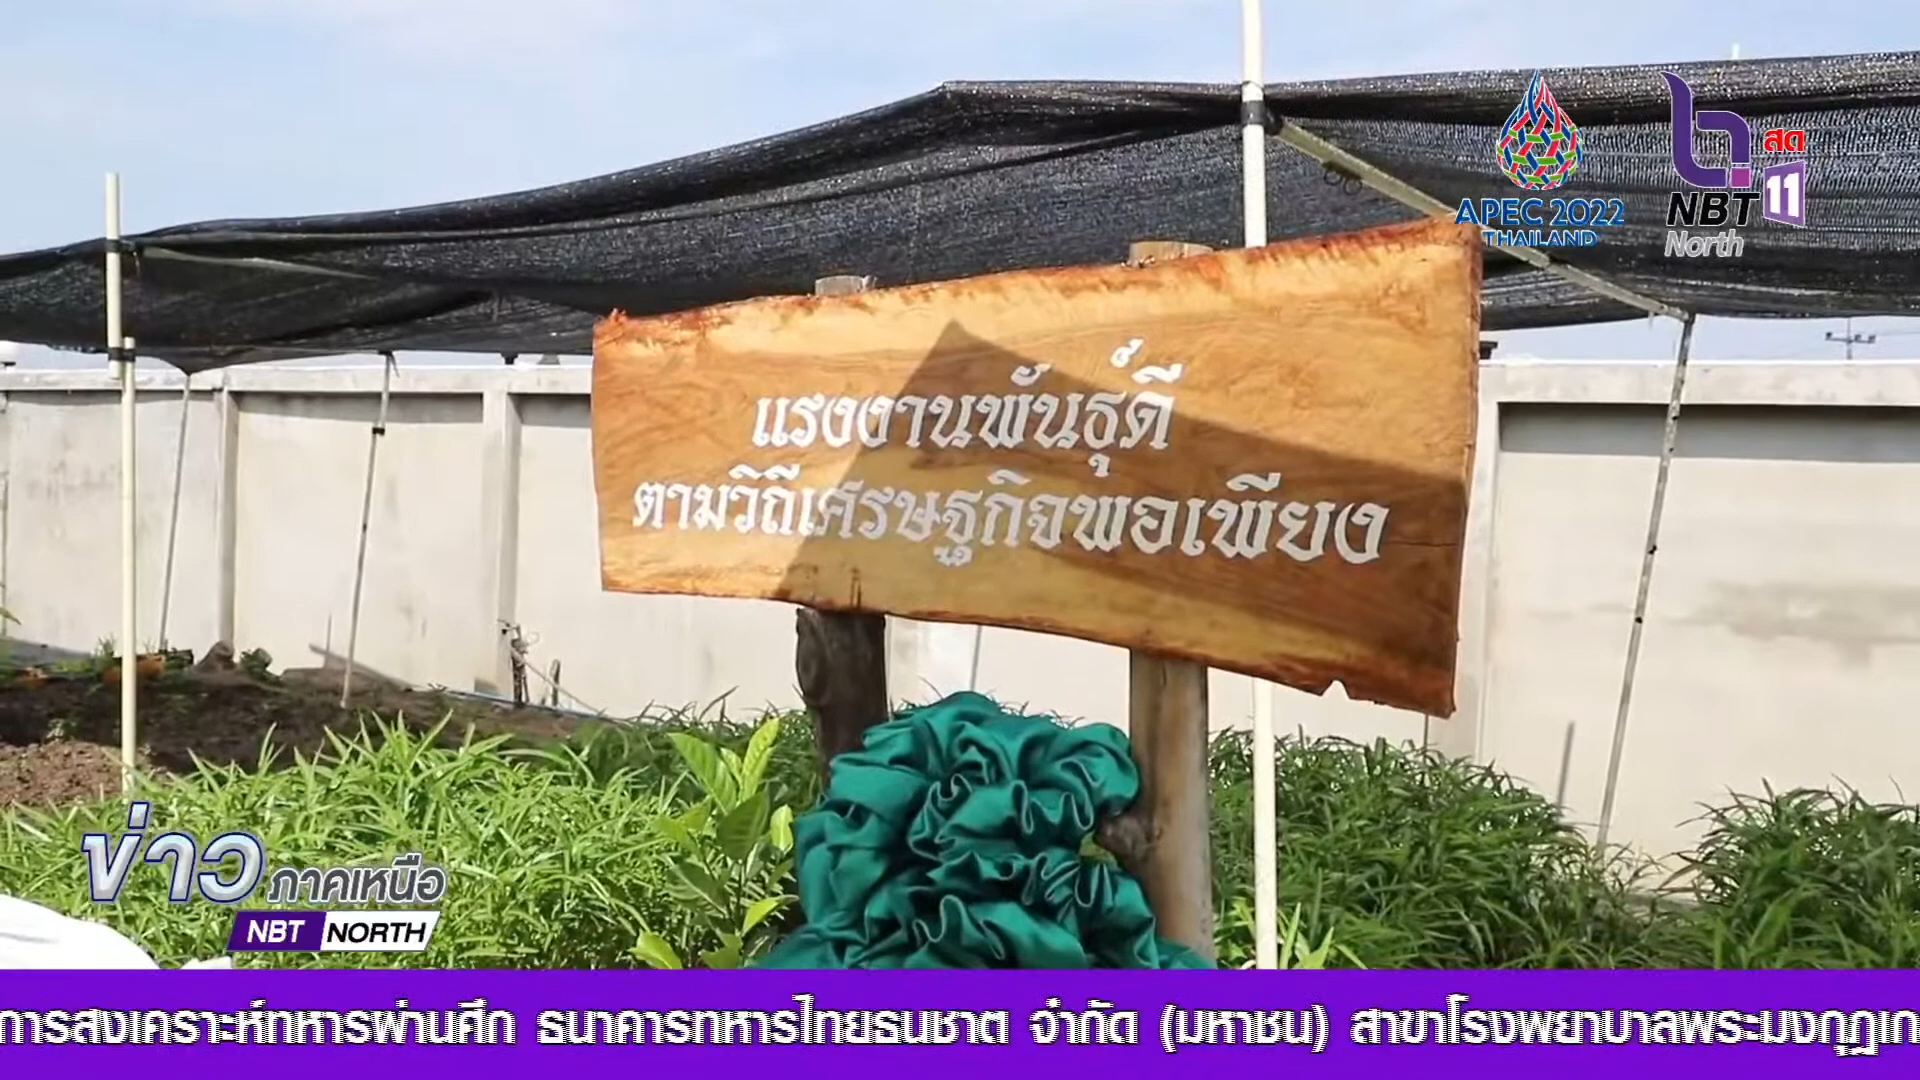 สด
11
APEC 2022
THAILAND
NBT
North
แรงงานพันธุ์ดี
ตามวิถีเศรษฐกิจพอเพียง
ข่าว
ภาคเหนือ
NBT NORTH
การสงเคราะห์ทหารผ่านศึก ธนาคารทหารไทยธนชาต จำกัด (มหาชน) สาขาโรงพยาบาลพระมงกุฎเก